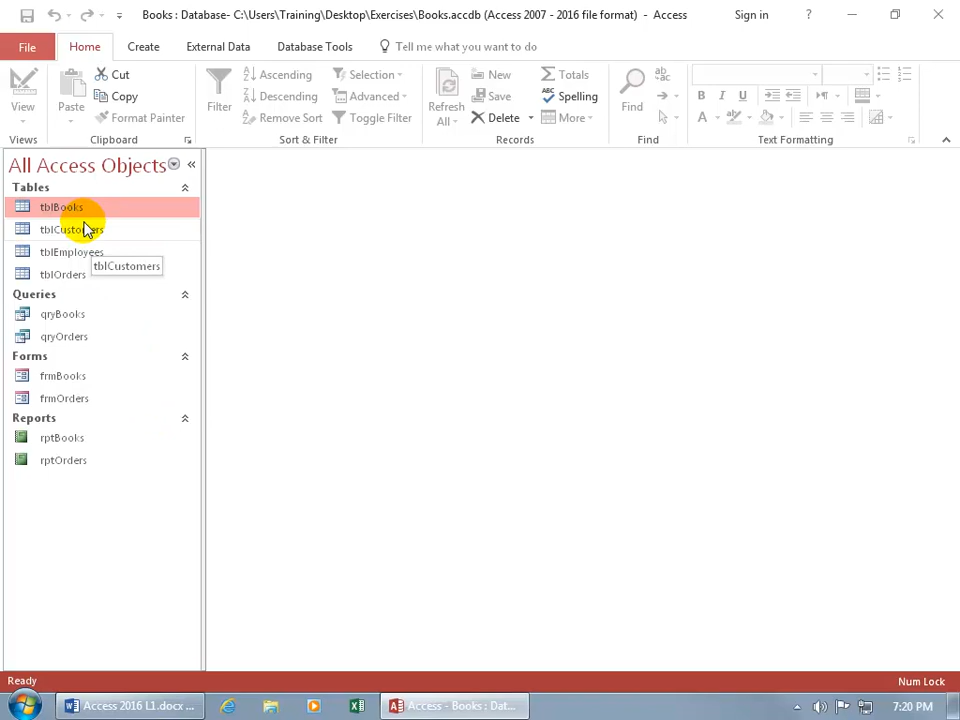 Books : Database- C:\Users\Training\Desktop\Exercises\Books.accdb (Access 2007 - 2016 file format) - Access
Sign in
?
File
Home
Create
External Data
Database Tools
Tell me what you want to do
View
Paste
Cut
Copy
Format Painter
Filter
Ascending
Descending
Remove Sort
Selection
Advanced
Toggle Filter
Refresh
All
New
Save
Delete
Totals
Spelling
More
Find
B I U
A
Views
Clipboard
Sort & Filter
Records
Find
Text Formatting
All Access Objects
Tables
tblBooks
tblCustomers
tblEmployees
tblCustomers
tblOrders
Queries
qryBooks
qryOrders
Forms
frmBooks
frmOrders
Reports
rptBooks
rptOrders
Ready
Num Lock
Access 2016 L1.docx ...
Access - Books : Dat...
7:20 PM